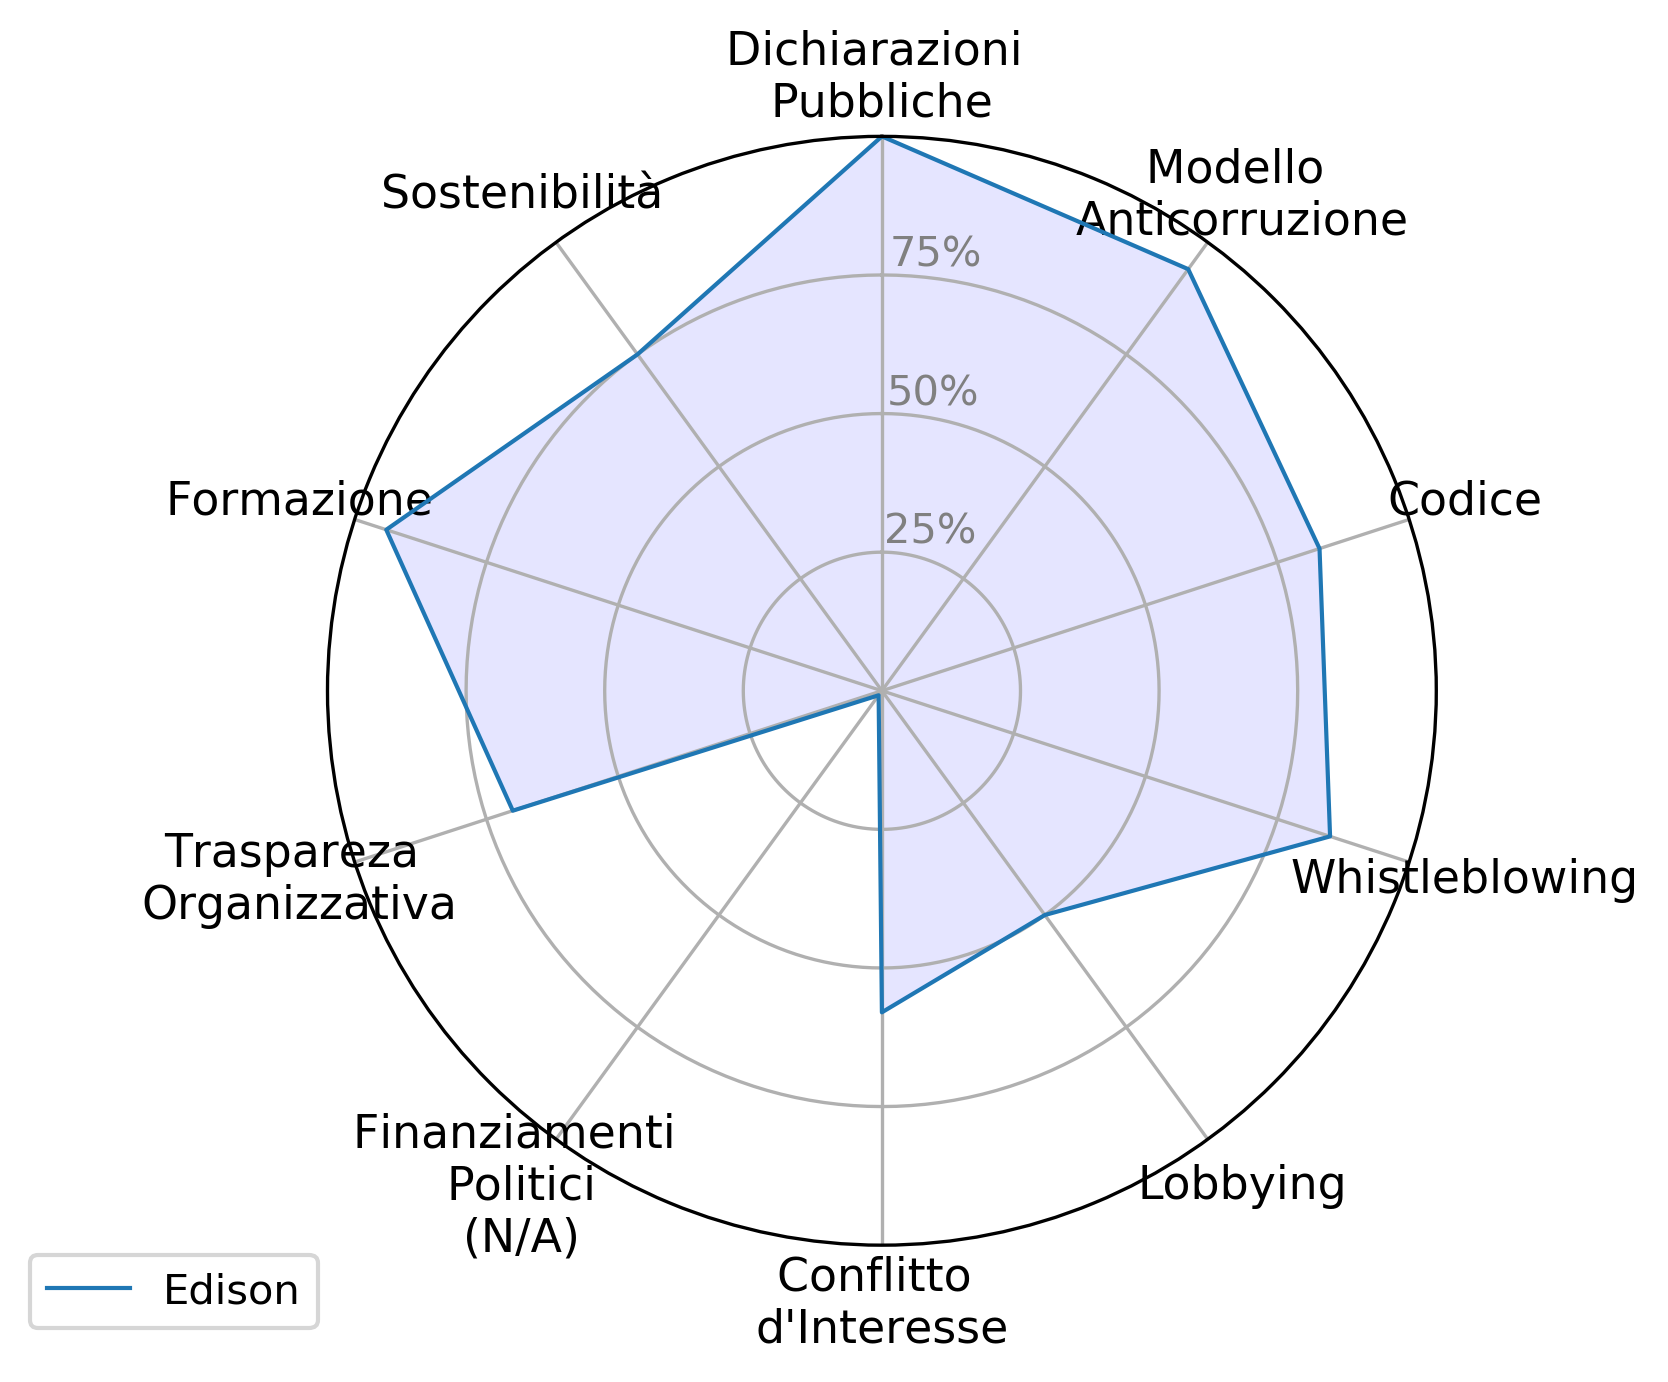 Dichiarazioni
Pubbliche
Modello
Anticorruzione
Sostenibilità
75%
50%
Formazione
Codice
25%
Traspareza
Organizzativa
Whistleblowing
Finanziamenti
Politici
(N/A)
Lobbying
Conflitto
d'Interesse
Edison